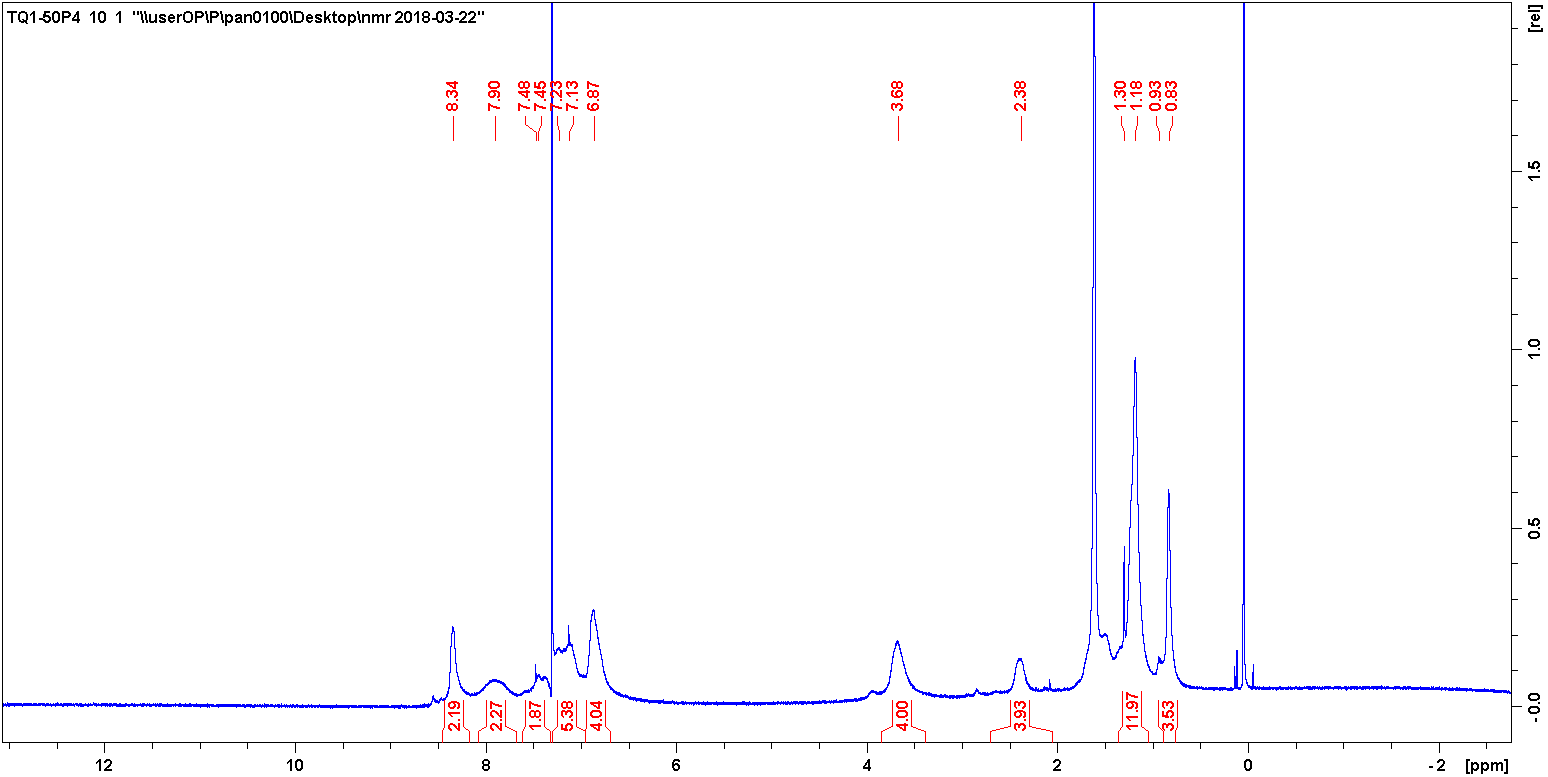 TQ1-50P4 10 1 "\\userOP\P\pan0100\Desktop\nmr 2018-03-22"
[rel]
8.34 7.90 7.48 7.45 7.23 7.13 6.87 3.68 2.38 1.30 1.18 0.93 0.83
1.5
1.0
0.5
-0.0
2.19 2.27 1.87 5.38 4.04 4.00 3.93 11.97 3.53
12 10 8 6 4 2 0 -2 [ppm]